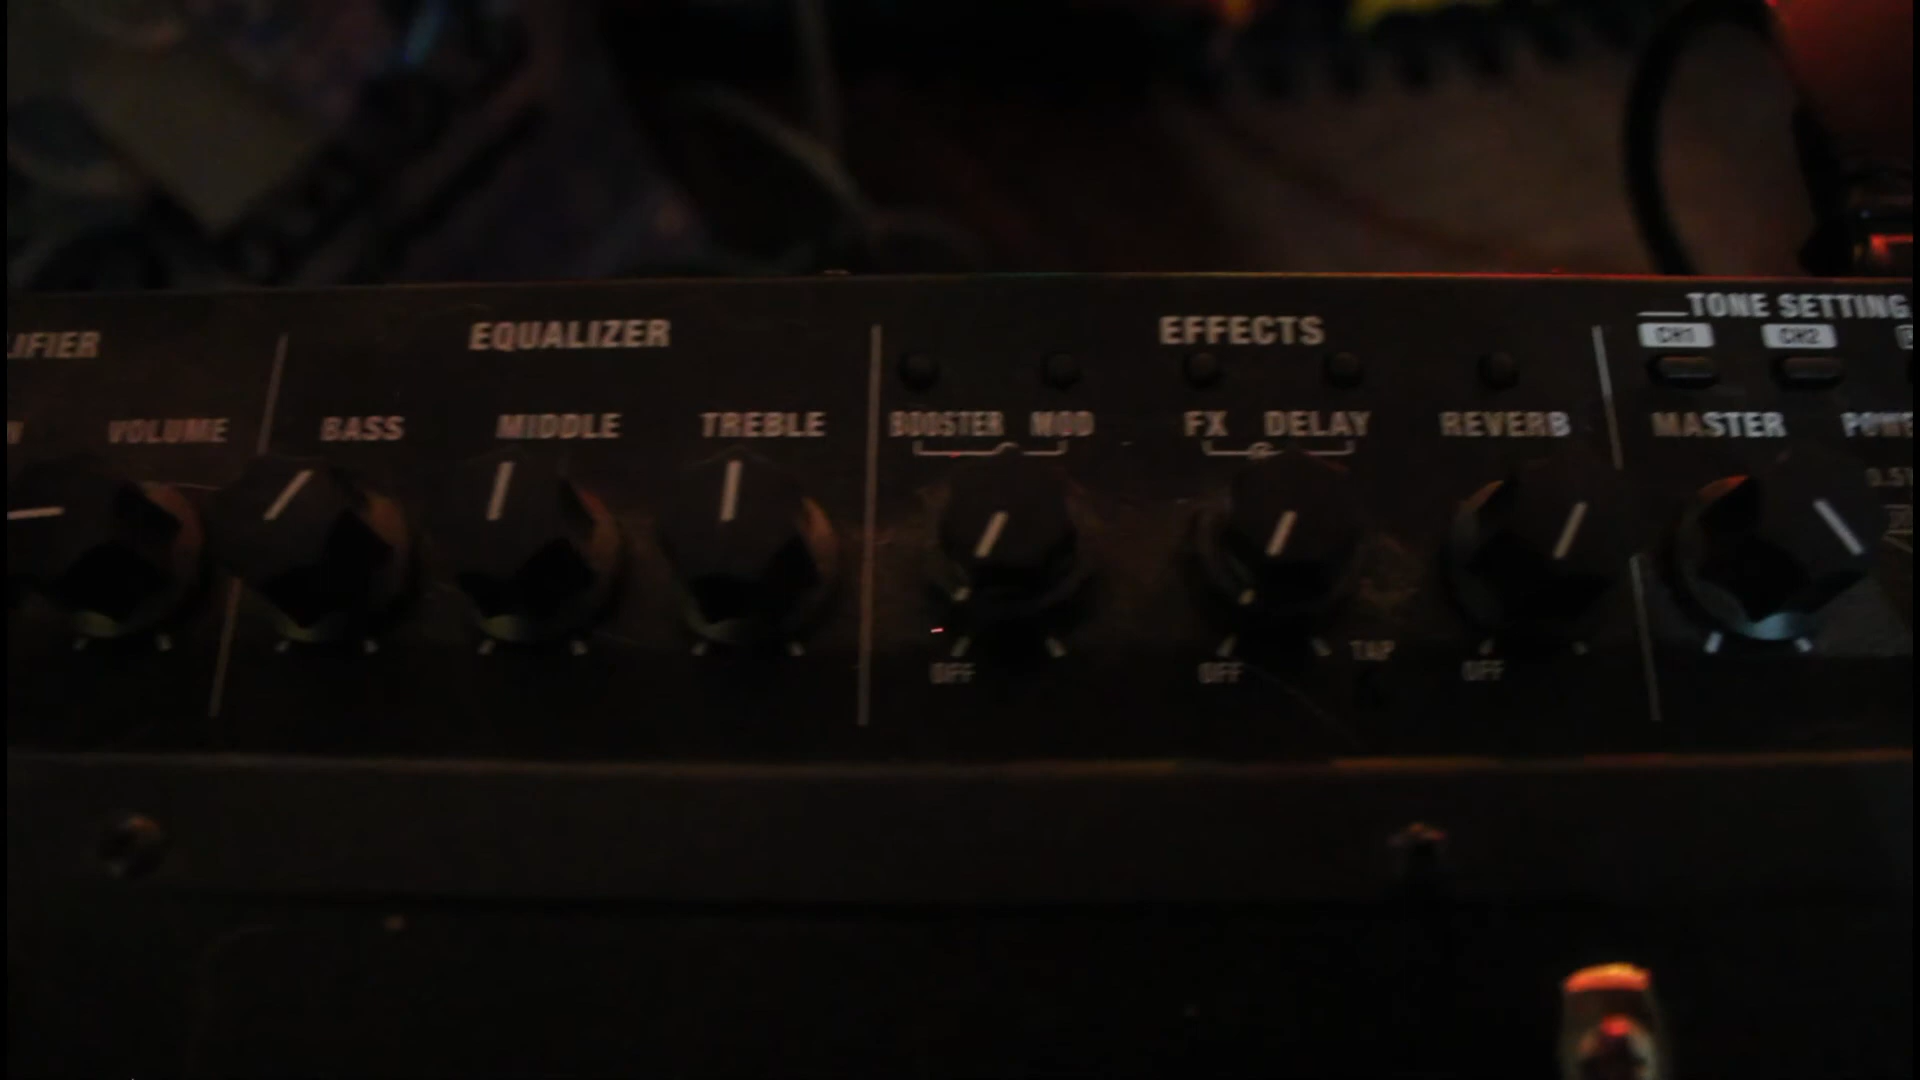 EQUALIZER
EFFECTS
TONE SETTING
CH1 CH2
VOLUME
BASS MIDDLE TREBLE
BOOSTER MOD
FX DELAY
REVERB
MASTER
OFF
OFF TAP
OFF